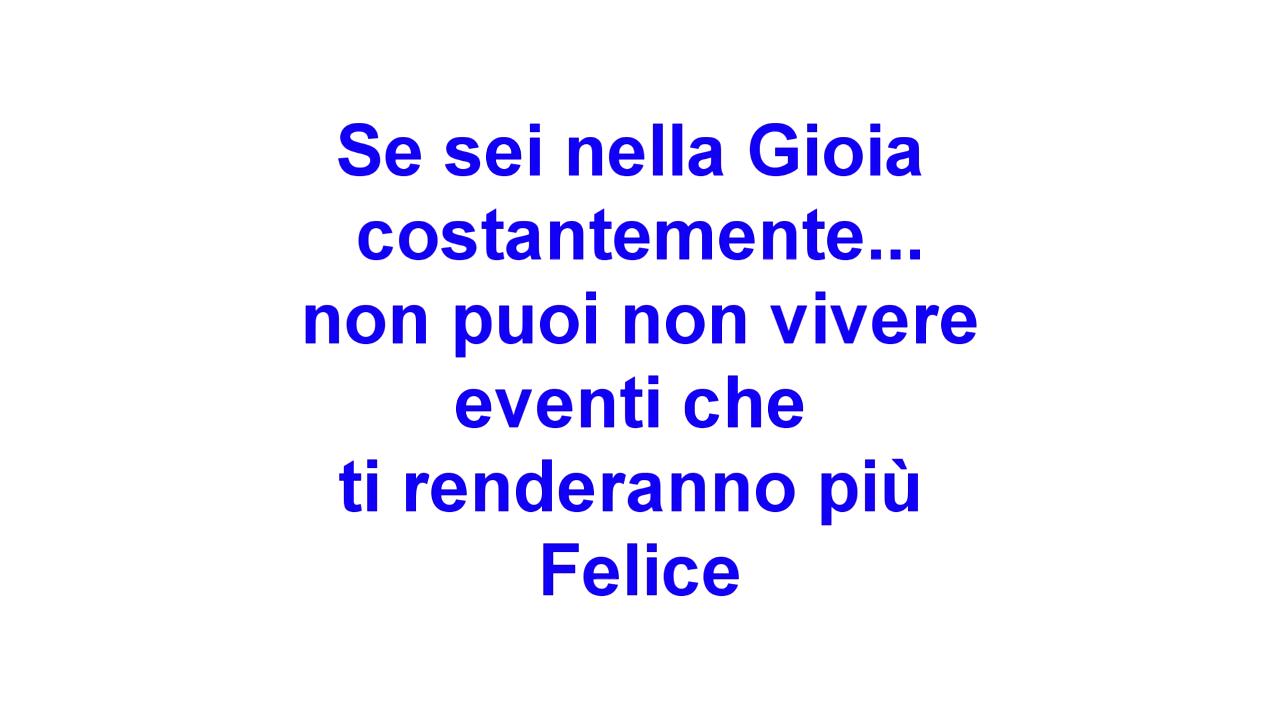 Se sei nella Gioia
costantemente...
non puoi non vivere
eventi che
ti renderanno più
Felice